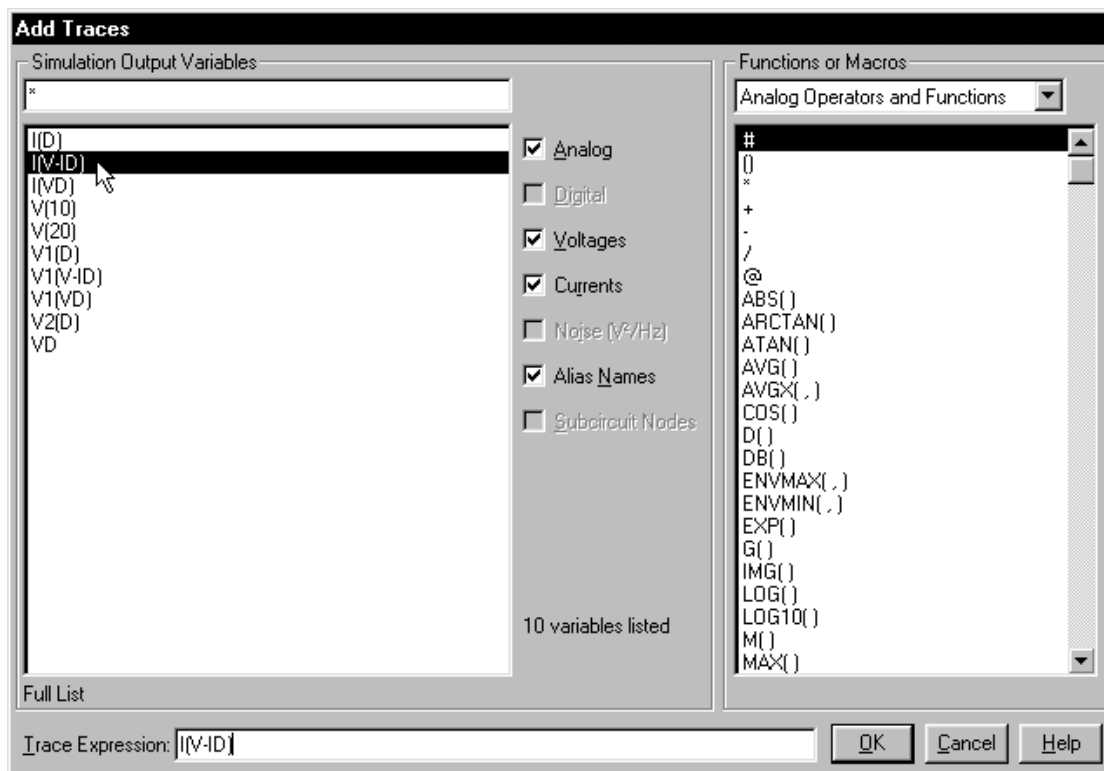 Add Traces
Simulation Output Variables
*
I(D)
I(V-ID)
I(VD)
V(10)
V(20)
V1(D)
V1(V-ID)
V1(VD)
V2(D)
VD
Analog
Digital
Voltages
Currents
Noise (V²/Hz)
Alias Names
Subcircuit Nodes
10 variables listed
Full List
Functions or Macros
Analog Operators and Functions
#
()
*
+
-
/
@
ABS()
ARCTAN()
ATAN()
AVG()
AVGX(,)
COS()
D()
DB()
ENVMAX(,)
ENVMIN(,)
EXP()
G()
IMG()
LOG()
LOG10()
M()
MAX()
Trace Expression: I(V-ID)
OK Cancel Help